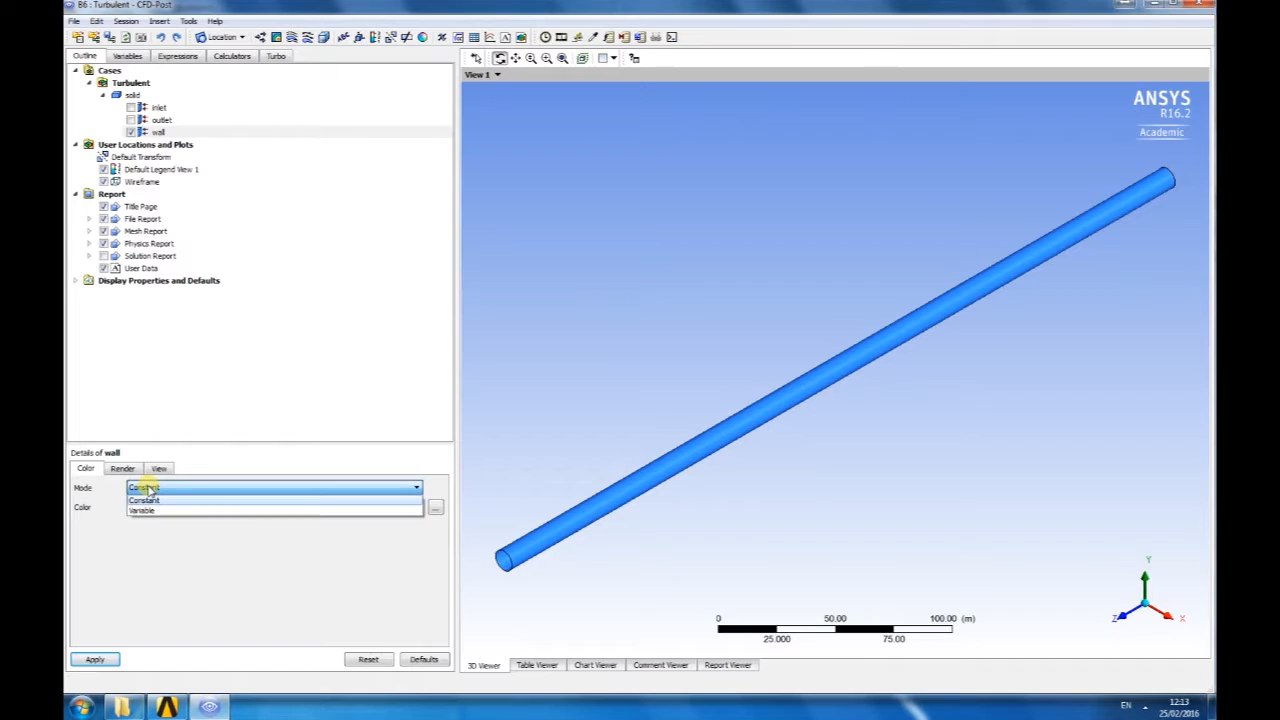 B6 : Turbulent - CFD-Post
File Edit Session Insert Tools Help
Location
Outline Variables Expressions Calculators Turbo
Cases
Turbulent
solid
inlet
outlet
wall
User Locations and Plots
Default Transform
Default Legend View 1
Wireframe
Report
Title Page
File Report
Mesh Report
Physics Report
Solution Report
A User Data
Display Properties and Defaults
Details of wall
Color Render View
Mode Constant
Constant
Color
Variable
...
Apply Reset Defaults
View 1
ANSYS
R16.2
Academic
Y
Z X
0 50.00 100.00 (m)
25.000 75.00
3D Viewer Table Viewer Chart Viewer Comment Viewer Report Viewer
EN
12:13
25/02/2016